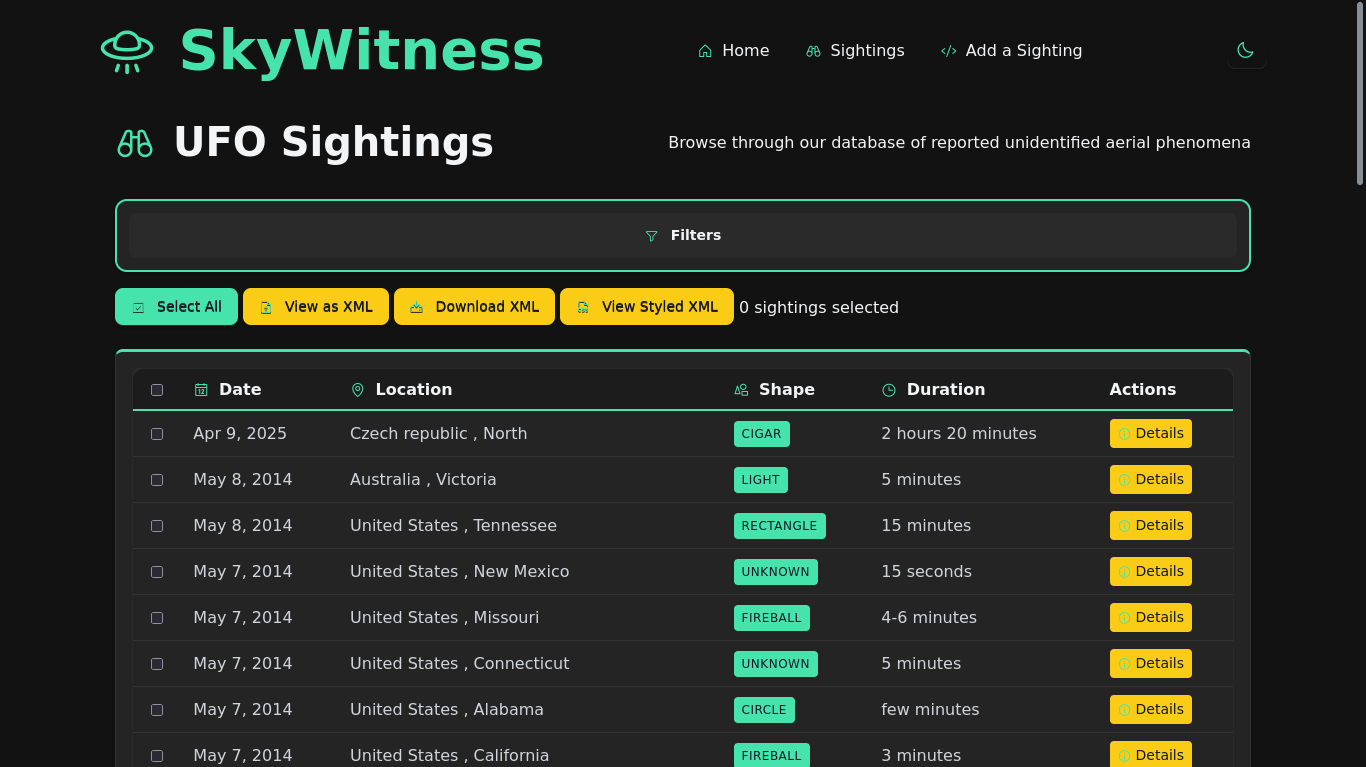 SkyWitness
Home Sightings Add a Sighting
UFO Sightings
Browse through our database of reported unidentified aerial phenomena
Filters
Select All View as XML Download XML View Styled XML 0 sightings selected
Date Location Shape Duration Actions
Apr 9, 2025 Czech republic , North CIGAR 2 hours 20 minutes Details
May 8, 2014 Australia , Victoria LIGHT 5 minutes Details
May 8, 2014 United States , Tennessee RECTANGLE 15 minutes Details
May 7, 2014 United States , New Mexico UNKNOWN 15 seconds Details
May 7, 2014 United States , Missouri FIREBALL 4-6 minutes Details
May 7, 2014 United States , Connecticut UNKNOWN 5 minutes Details
May 7, 2014 United States , Alabama CIRCLE few minutes Details
May 7, 2014 United States , California FIREBALL 3 minutes Details